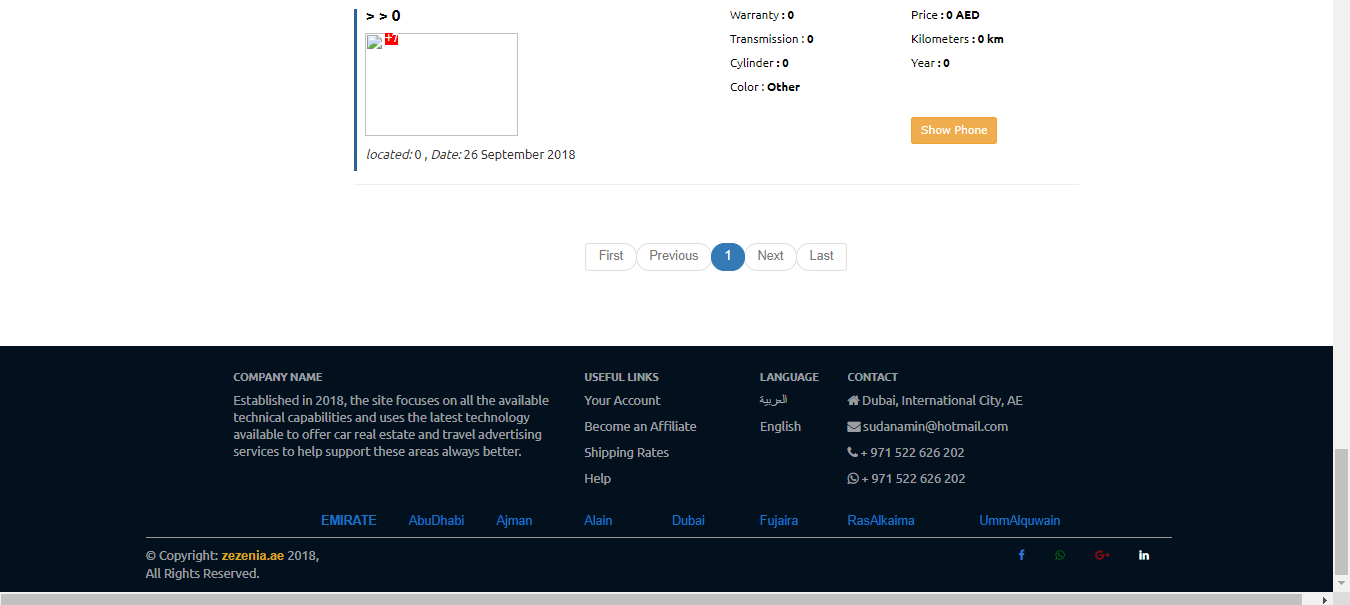 > > 0
+7
located: 0 , Date: 26 September 2018
Warranty : 0
Transmission : 0
Cylinder : 0
Color : Other
Price : 0 AED
Kilometers : 0 km
Year : 0
Show Phone
First Previous 1 Next Last
COMPANY NAME
Established in 2018, the site focuses on all the available
technical capabilities and uses the latest technology
available to offer car real estate and travel advertising
services to help support these areas always better.
USEFUL LINKS
Your Account
Become an Affiliate
Shipping Rates
Help
LANGUAGE
العربية
English
CONTACT
Dubai, International City, AE
sudanamin@hotmail.com
+ 971 522 626 202
+ 971 522 626 202
EMIRATE AbuDhabi Ajman Alain Dubai Fujaira RasAlkaima UmmAlquwain
© Copyright: zezenia.ae 2018,
All Rights Reserved.
f G+ in